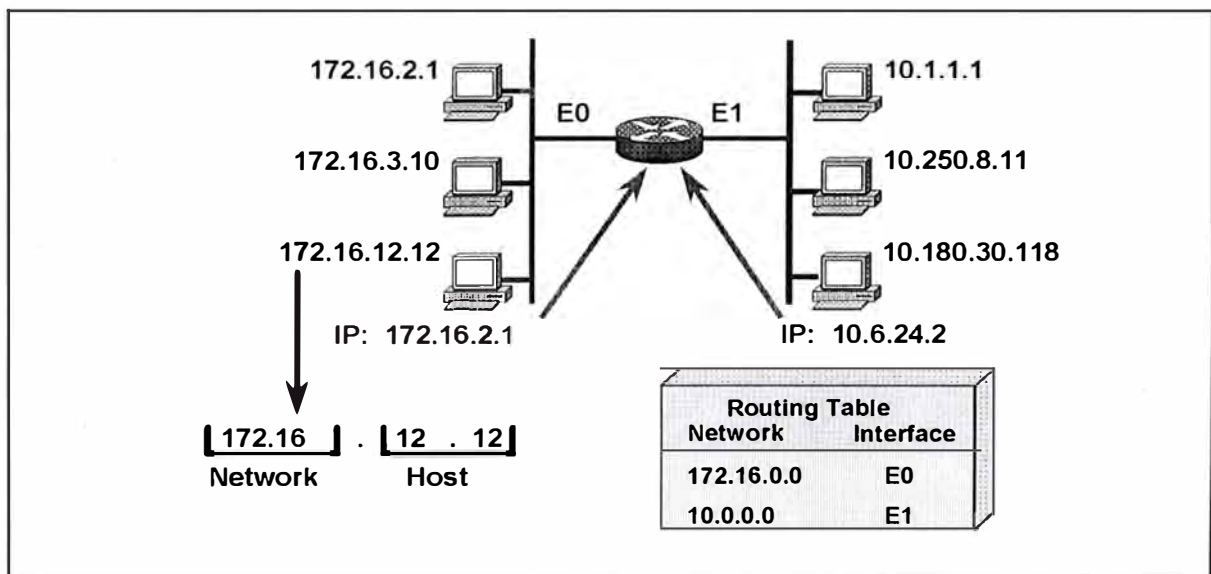 172.16.2.1
10.1.1.1
E0
E1
172.16.3.10
10.250.8.11
172.16.12.12
10.180.30.118
IP: 172.16.2.1
IP: 10.6.24.2
172.16 . 12 . 12
Network Host
Routing Table
Network Interface
172.16.0.0 E0
10.0.0.0 E1